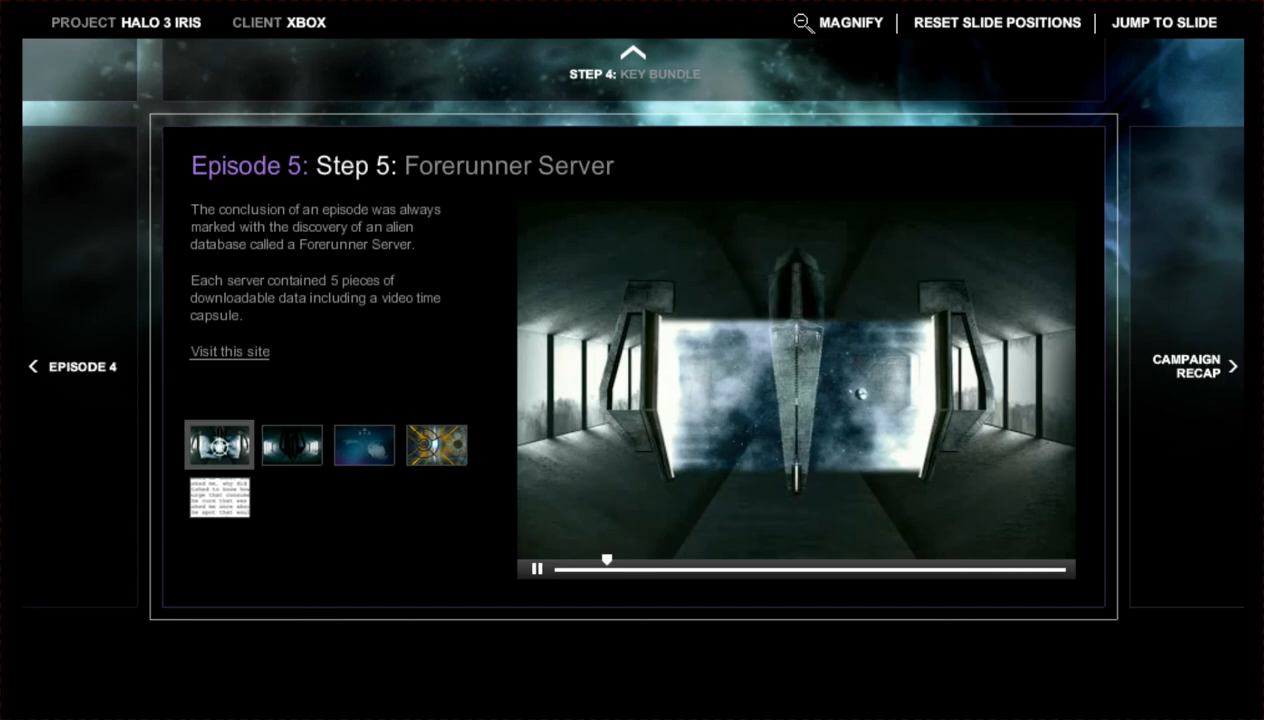 PROJECT HALO 3 IRIS CLIENT XBOX
MAGNIFY RESET SLIDE POSITIONS JUMP TO SLIDE
STEP 4: KEY BUNDLE
Episode 5: Step 5: Forerunner Server
The conclusion of an episode was always
marked with the discovery of an alien
database called a Forerunner Server.
Each server contained 5 pieces of
downloadable data including a video time
capsule.
Visit this site
EPISODE 4
CAMPAIGN
RECAP